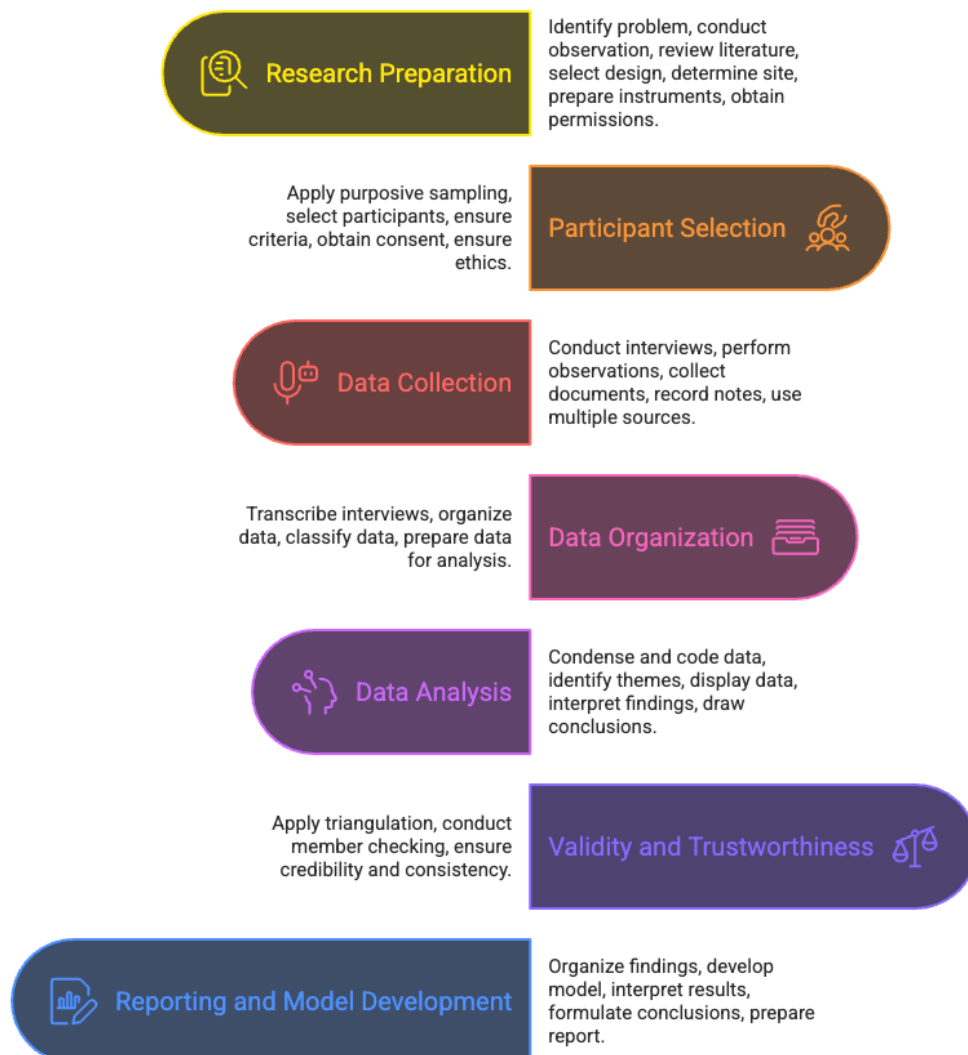 Research Preparation
Identify problem, conduct
observation, review literature,
select design, determine site,
prepare instruments, obtain
permissions.
Apply purposive sampling,
select participants, ensure
criteria, obtain consent, ensure
ethics.
Participant Selection
Data Collection
Conduct interviews, perform
observations, collect
documents, record notes, use
multiple sources.
Transcribe interviews, organize
data, classify data, prepare data
for analysis.
Data Organization
Data Analysis
Condense and code data,
identify themes, display data,
interpret findings, draw
conclusions.
Apply triangulation, conduct
member checking, ensure
credibility and consistency.
Validity and Trustworthiness
Reporting and Model Development
Organize findings, develop
model, interpret results,
formulate conclusions, prepare
report.